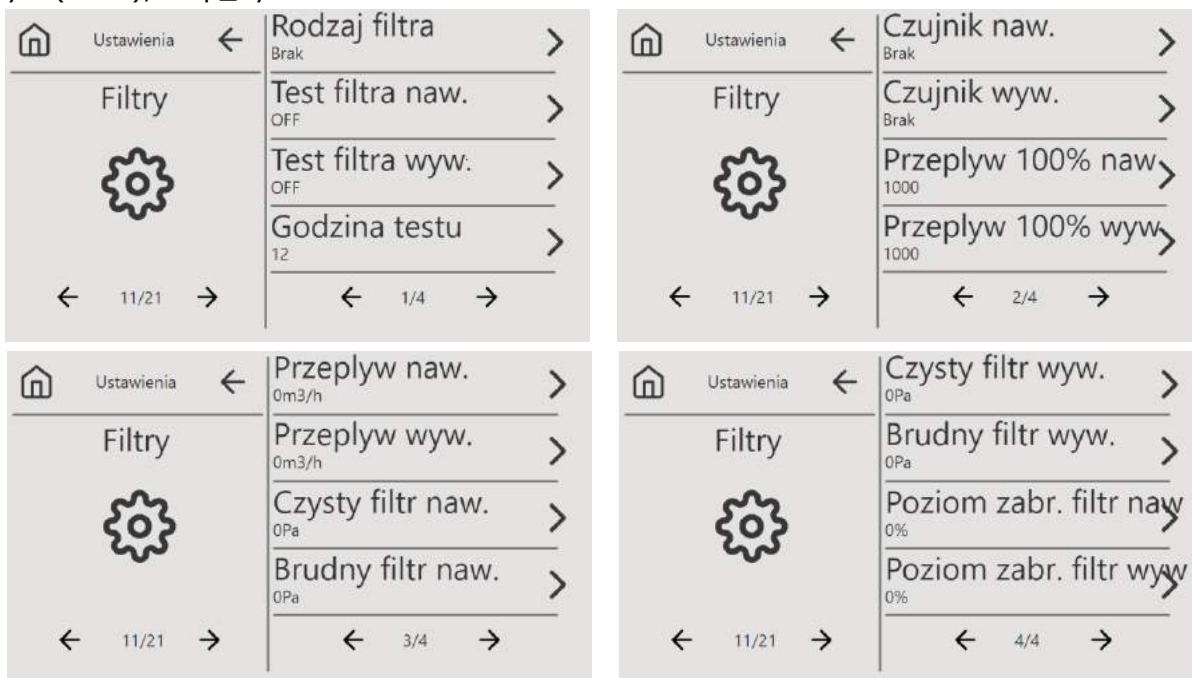 Ustawienia
Filtry
11/21
Rodzaj filtra
Brak
Test filtra naw.
OFF
Test filtra wyw.
OFF
Godzina testu
12
1/4
Ustawienia
Filtry
11/21
Czujnik naw.
Brak
Czujnik wyw.
Brak
Przeplyw 100% naw
1000
Przeplyw 100% wyw
1000
2/4
Ustawienia
Filtry
11/21
Przeplyw naw.
0m3/h
Przeplyw wyw.
0m3/h
Czysty filtr naw.
0Pa
Brudny filtr naw.
0Pa
3/4
Ustawienia
Filtry
11/21
Czysty filtr wyw.
0Pa
Brudny filtr wyw.
0Pa
Poziom zabr. filtr naw
0%
Poziom zabr. filtr wyw
0%
4/4